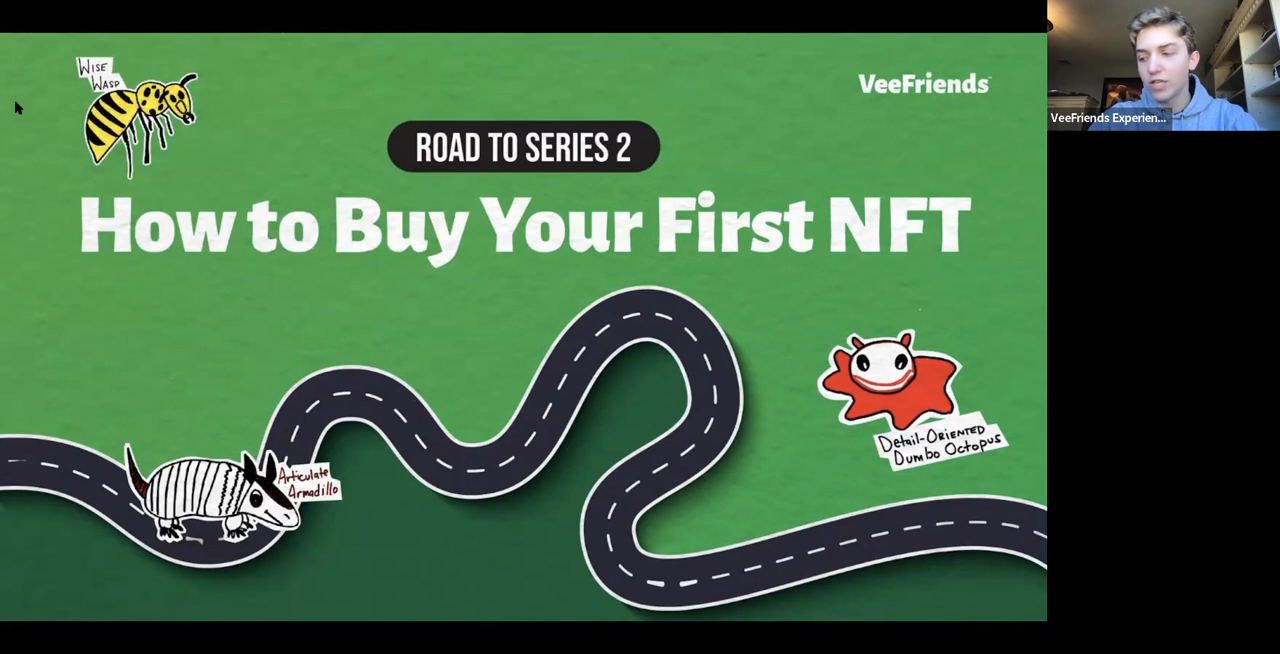 WISE
WASP
VeeFriends
ROAD TO SERIES 2
How to Buy Your First NFT
Articulate
Armadillo
Detail-Oriented
Dumbo Octopus
VeeFriends Experien...